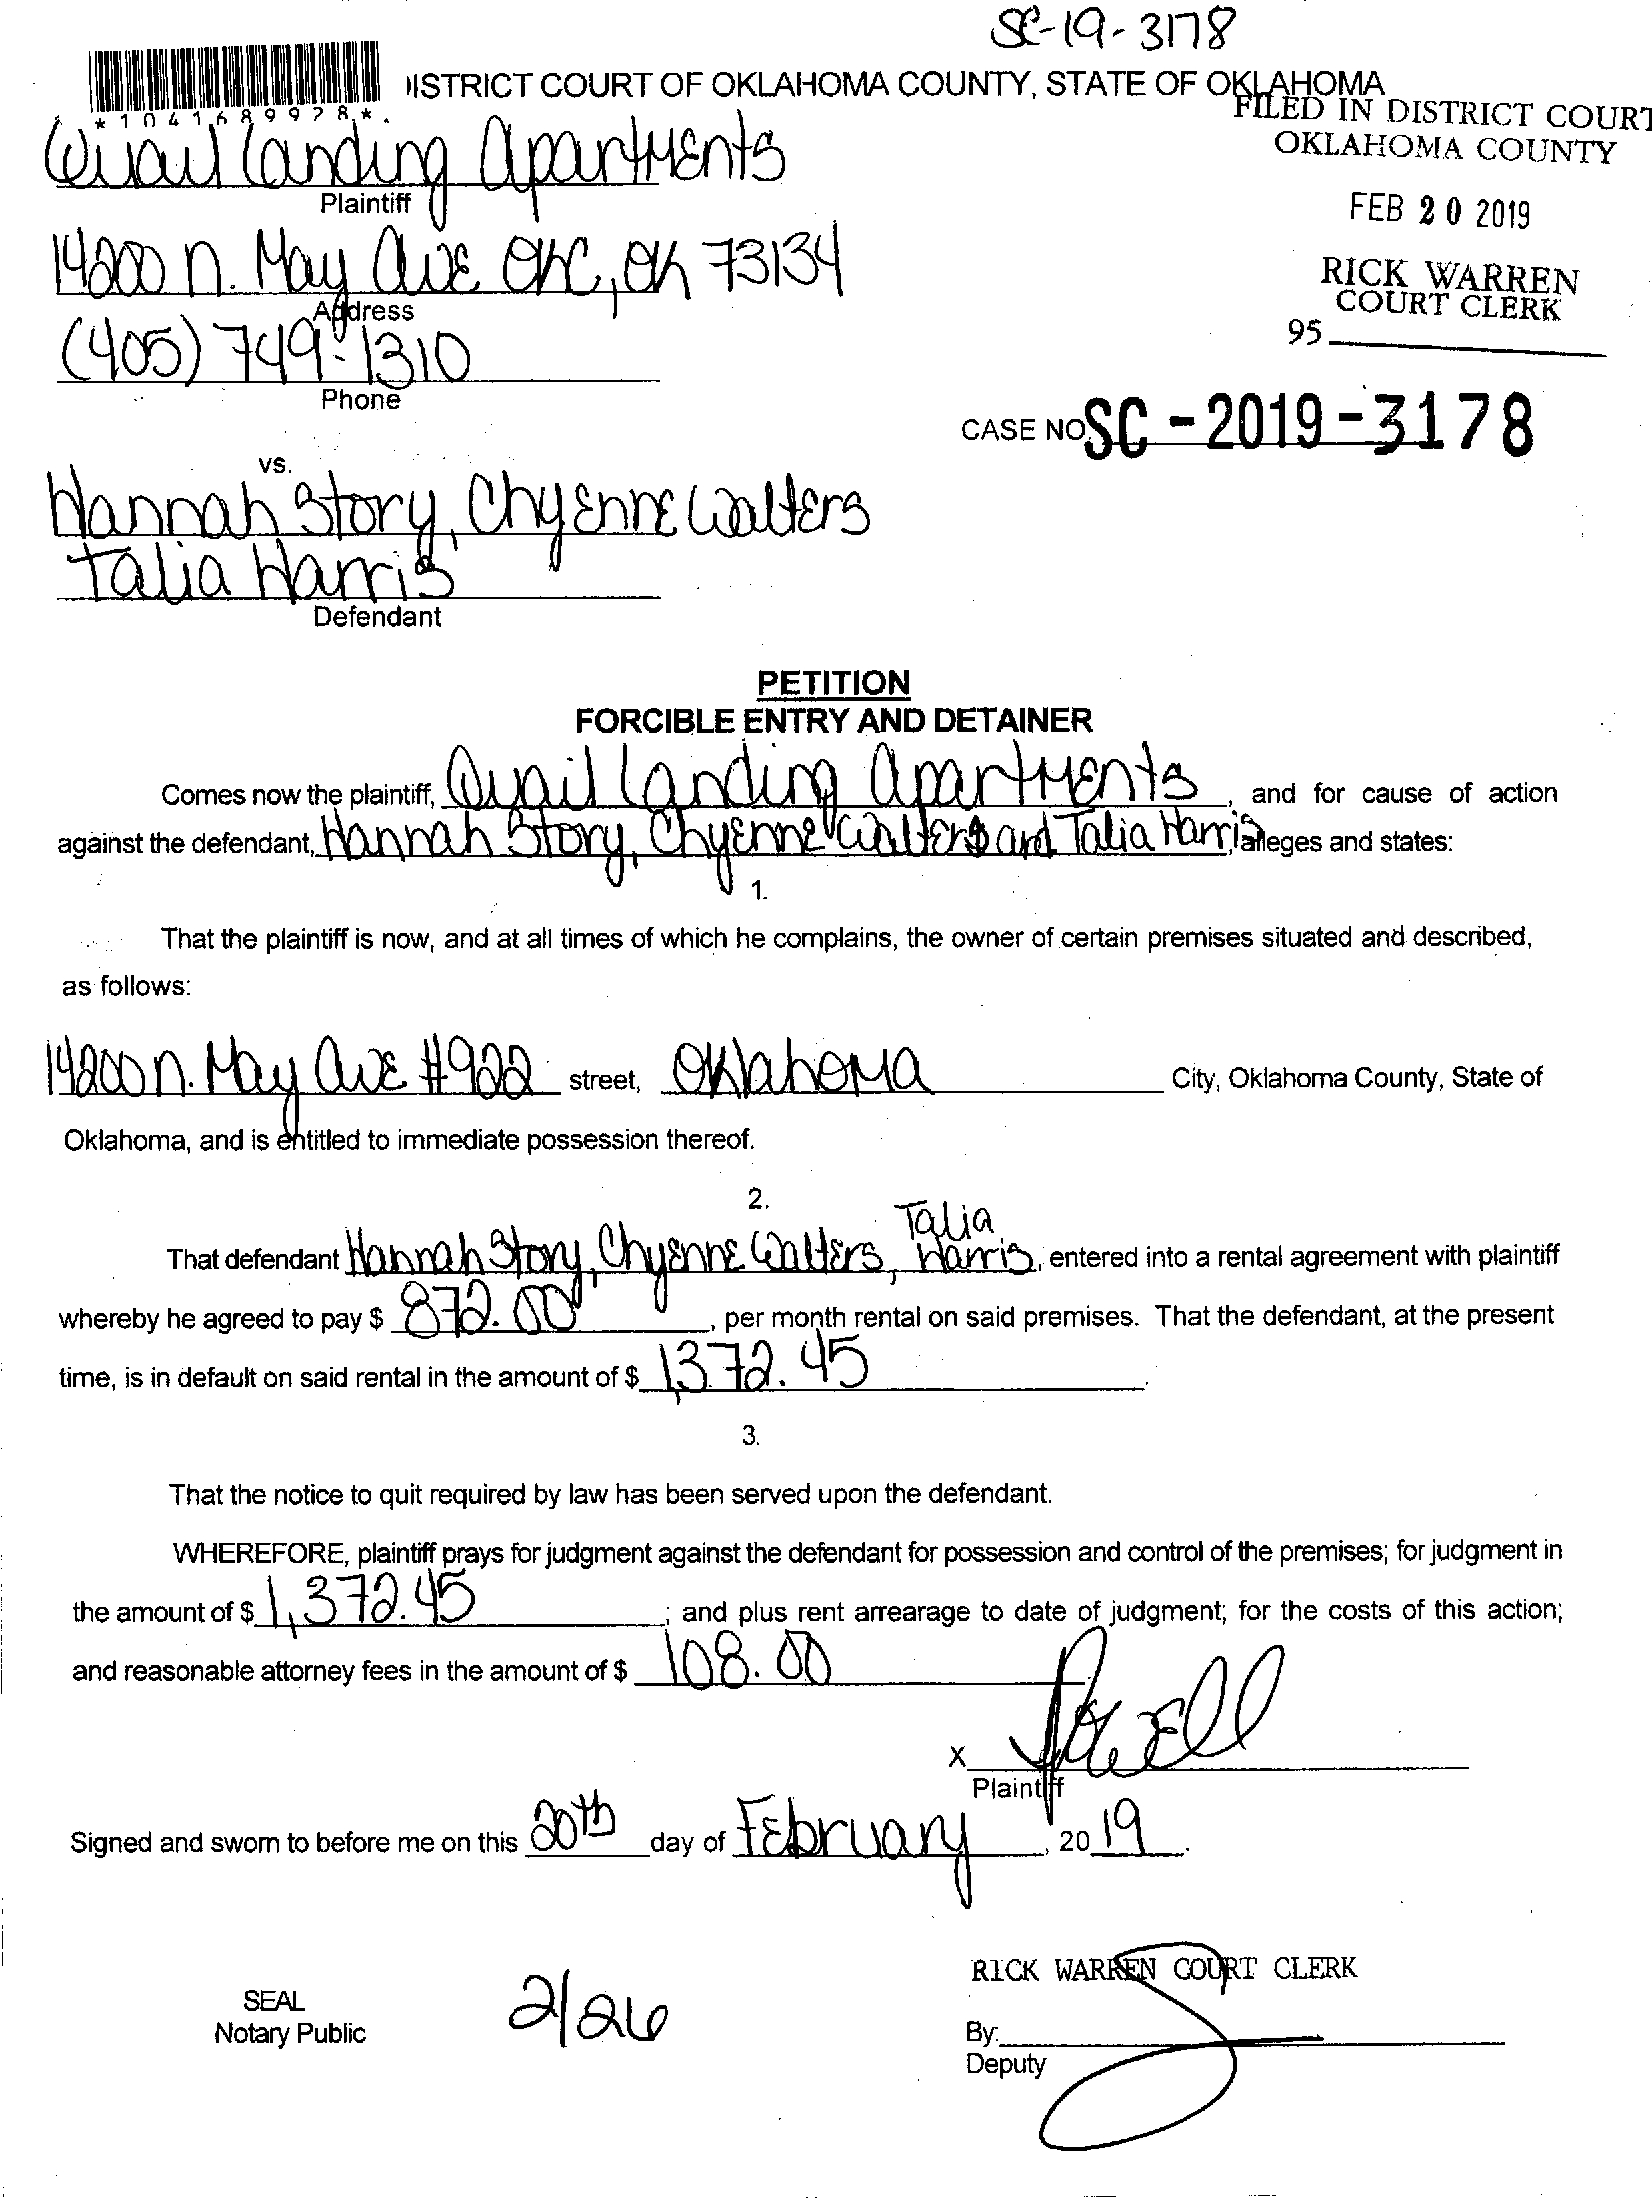 SC-19-3178
DISTRICT COURT OF OKLAHOMA COUNTY, STATE OF OKLAHOMA
*1041689978*
FILED IN DISTRICT COURT
OKLAHOMA COUNTY
Quail Landing Apartments
Plaintiff
FEB 20 2019
14200 N. May Ave OKC, OK 73134
Address
RICK WARREN
COURT CLERK
95
(405) 749-1310
Phone
CASE NO. SC - 2019 - 3178
vs.
Hannah Story, Chyenne Walters
Talia Harris
Defendant
PETITION
FORCIBLE ENTRY AND DETAINER
Comes now the plaintiff, Quail Landing Apartments, and for cause of action
against the defendant, Hannah Story, Chyenne Walters and Talia Harris, alleges and states:
1.
That the plaintiff is now, and at all times of which he complains, the owner of certain premises situated and described,
as follows:
14200 N. May Ave #922 street, Oklahoma City, Oklahoma County, State of
Oklahoma, and is entitled to immediate possession thereof.
2.
That defendant Hannah Story, Chyenne Walters, Talia Harris, entered into a rental agreement with plaintiff
whereby he agreed to pay $ 872.00, per month rental on said premises. That the defendant, at the present
time, is in default on said rental in the amount of $ 1,372.45.
3.
That the notice to quit required by law has been served upon the defendant.
WHEREFORE, plaintiff prays for judgment against the defendant for possession and control of the premises; for judgment in
the amount of $ 1,372.45; and plus rent arrearage to date of judgment; for the costs of this action;
and reasonable attorney fees in the amount of $ 108.00
X Powell
Plaintiff
Signed and sworn to before me on this 20th day of February, 2019.
RICK WARREN COURT CLERK
SEAL
Notary Public
2/26
By:
Deputy